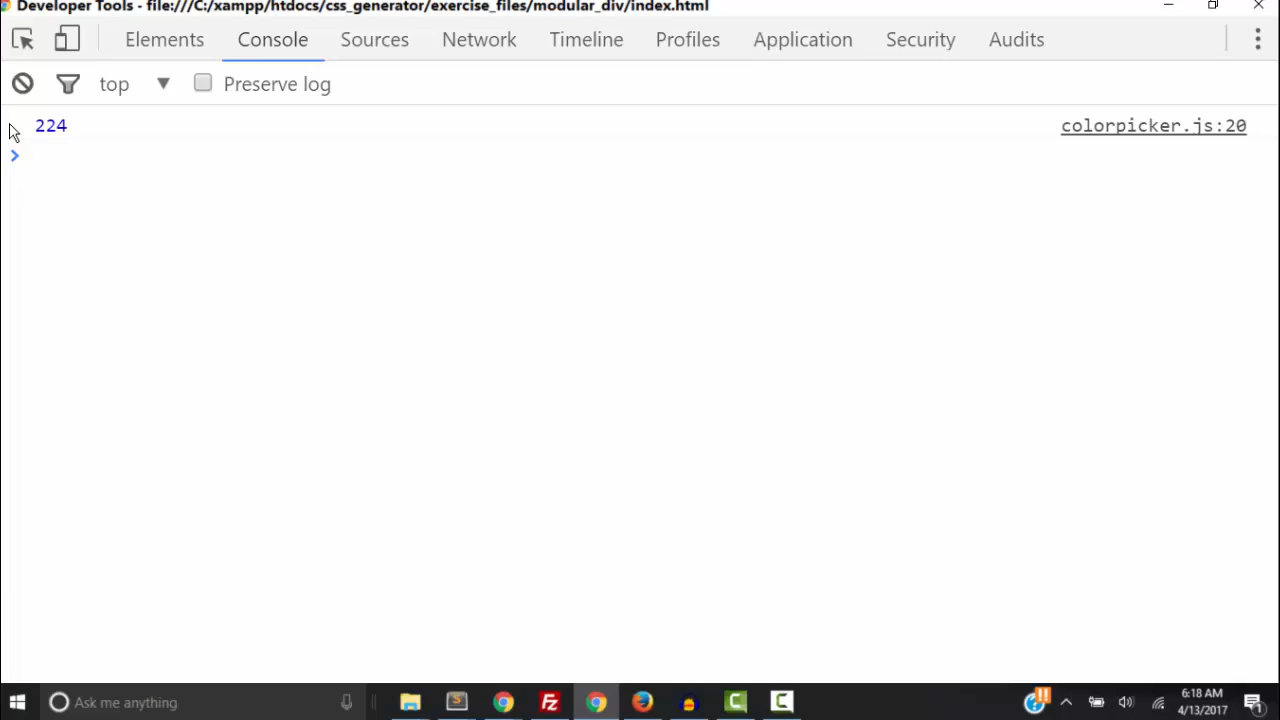 Developer Tools - file:///C:/xampp/htdocs/css_generator/exercise_files/modular_div/index.html
Elements Console Sources Network Timeline Profiles Application Security Audits
top Preserve log
224 colorpicker.js:20
Ask me anything
6:18 AM
4/13/2017
1